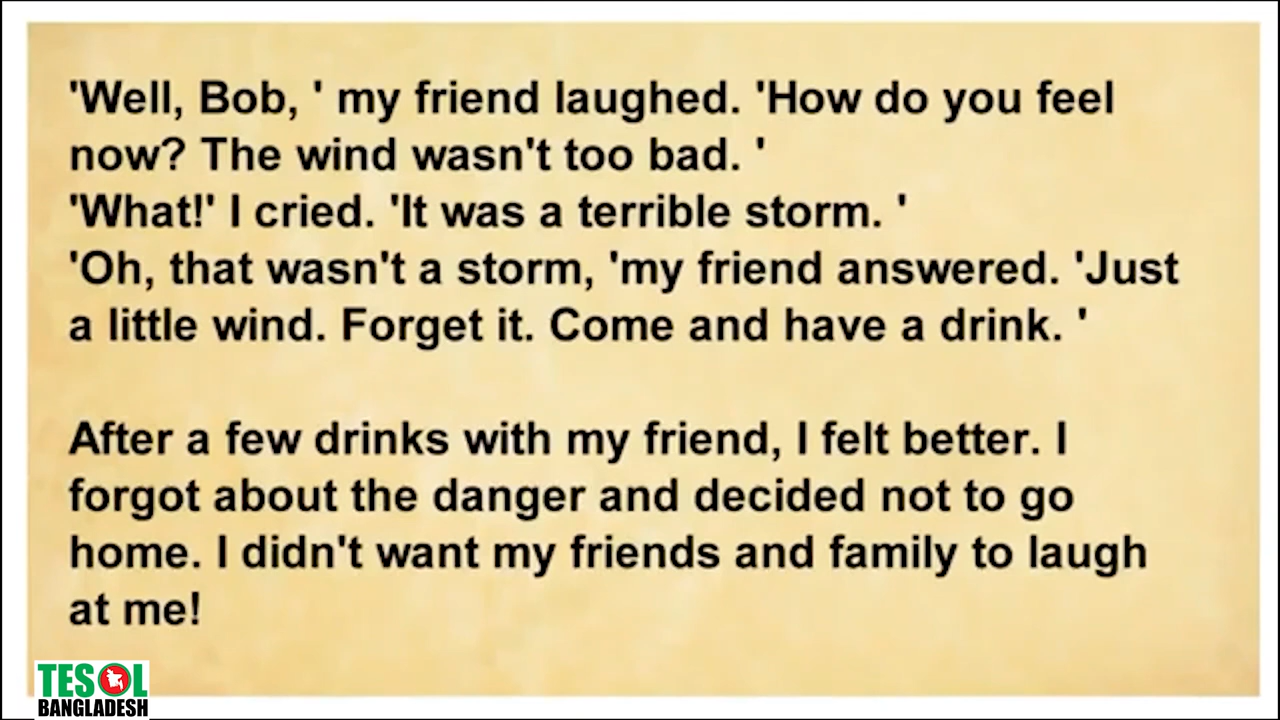 'Well, Bob, ' my friend laughed. 'How do you feel
now? The wind wasn't too bad. '
'What!' I cried. 'It was a terrible storm. '
'Oh, that wasn't a storm, 'my friend answered. 'Just
a little wind. Forget it. Come and have a drink. '
After a few drinks with my friend, I felt better. I
forgot about the danger and decided not to go
home. I didn't want my friends and family to laugh
at me!
TESOL
BANGLADESH